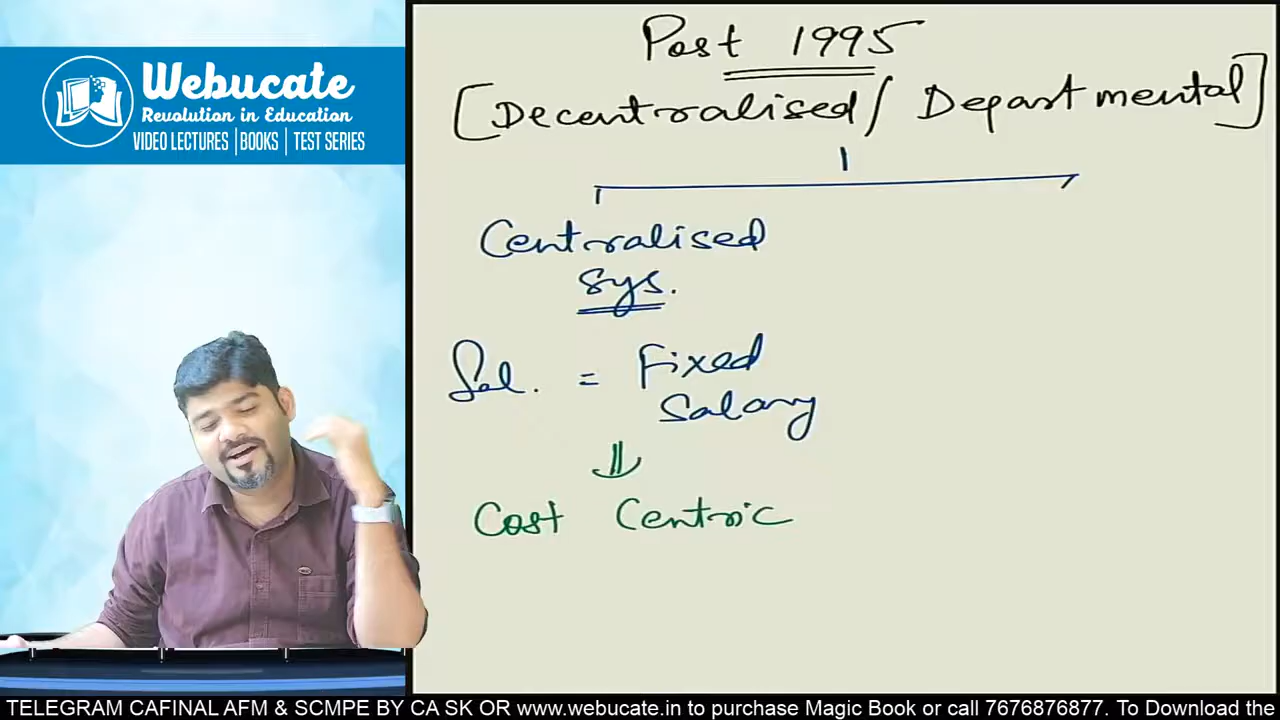 Webucate
Revolution in Education
VIDEO LECTURES | BOOKS | TEST SERIES
Post 1995
[Decentralised / Departmental]
Centralised
Sys.
Sal. = Fixed
Salary
Cost Centric
TELEGRAM CAFINAL AFM & SCMPE BY CA SK OR www.webucate.in to purchase Magic Book or call 7676876877. To Download the